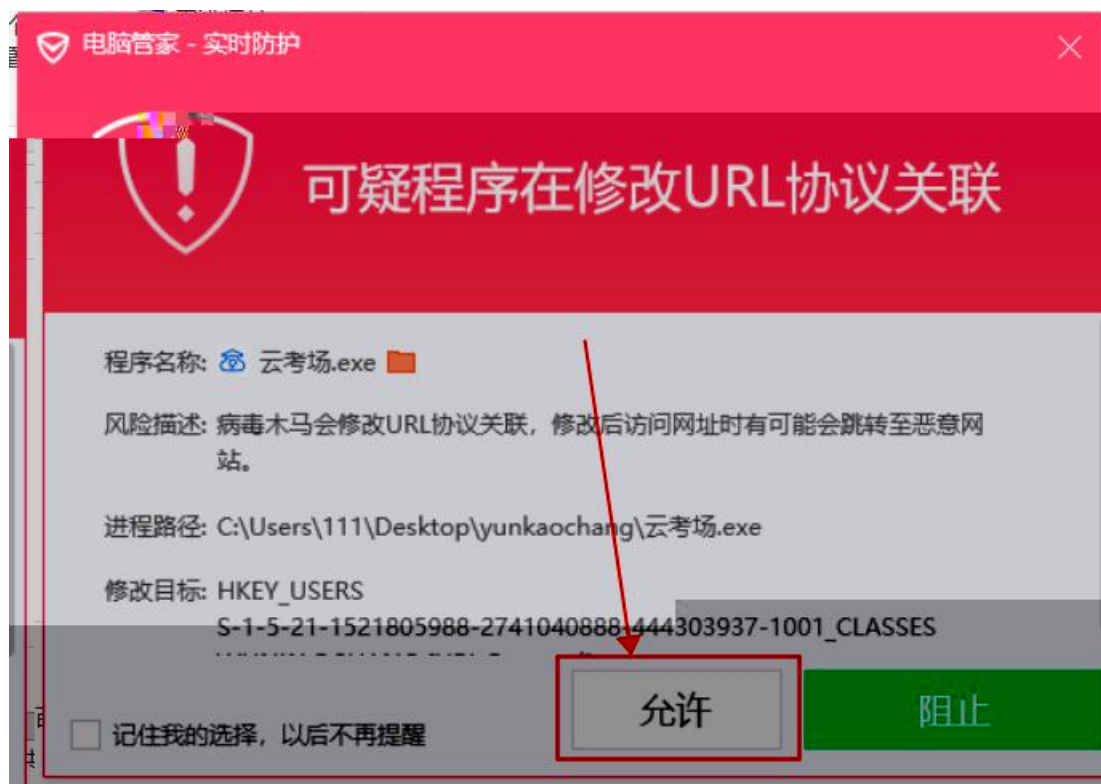 电脑管家 - 实时防护
可疑程序在修改URL协议关联
程序名称: 云考场.exe
风险描述: 病毒木马会修改URL协议关联，修改后访问网址时有可能会跳转至恶意网
站。
进程路径: C:\Users\111\Desktop\yunkaochang\云考场.exe
修改目标: HKEY_USERS
S-1-5-21-1521805988-2741040888-444303937-1001_CLASSES
记住我的选择，以后不再提醒
允许
阻止